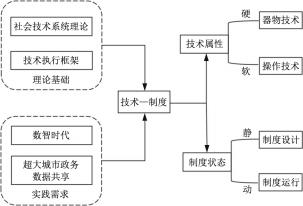 社会技术系统理论
技术执行框架
理论基础
数智时代
超大城市政务
数据共享
实践需求
技术—制度
技术属性
硬
器物技术
软
操作技术
制度状态
静
制度设计
动
制度运行